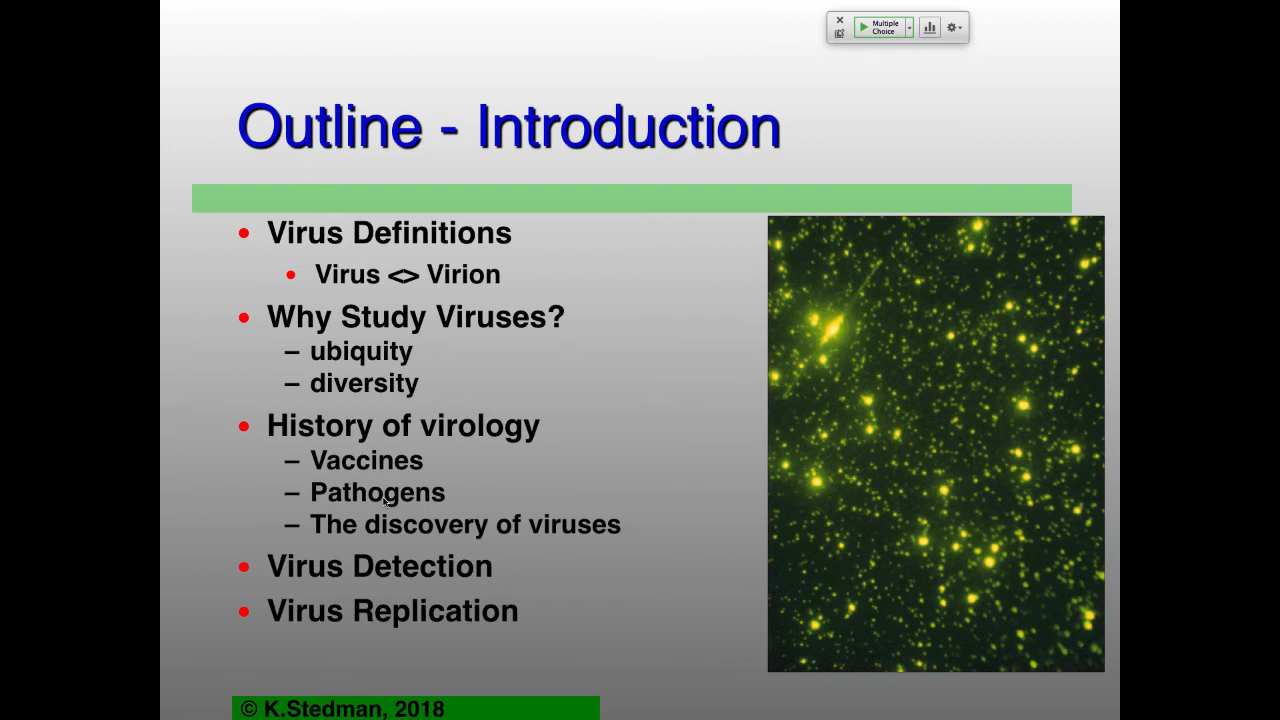 Multiple
Choice
Outline - Introduction
• Virus Definitions
• Virus <> Virion
• Why Study Viruses?
– ubiquity
– diversity
• History of virology
– Vaccines
– Pathogens
– The discovery of viruses
• Virus Detection
• Virus Replication
© K.Stedman, 2018